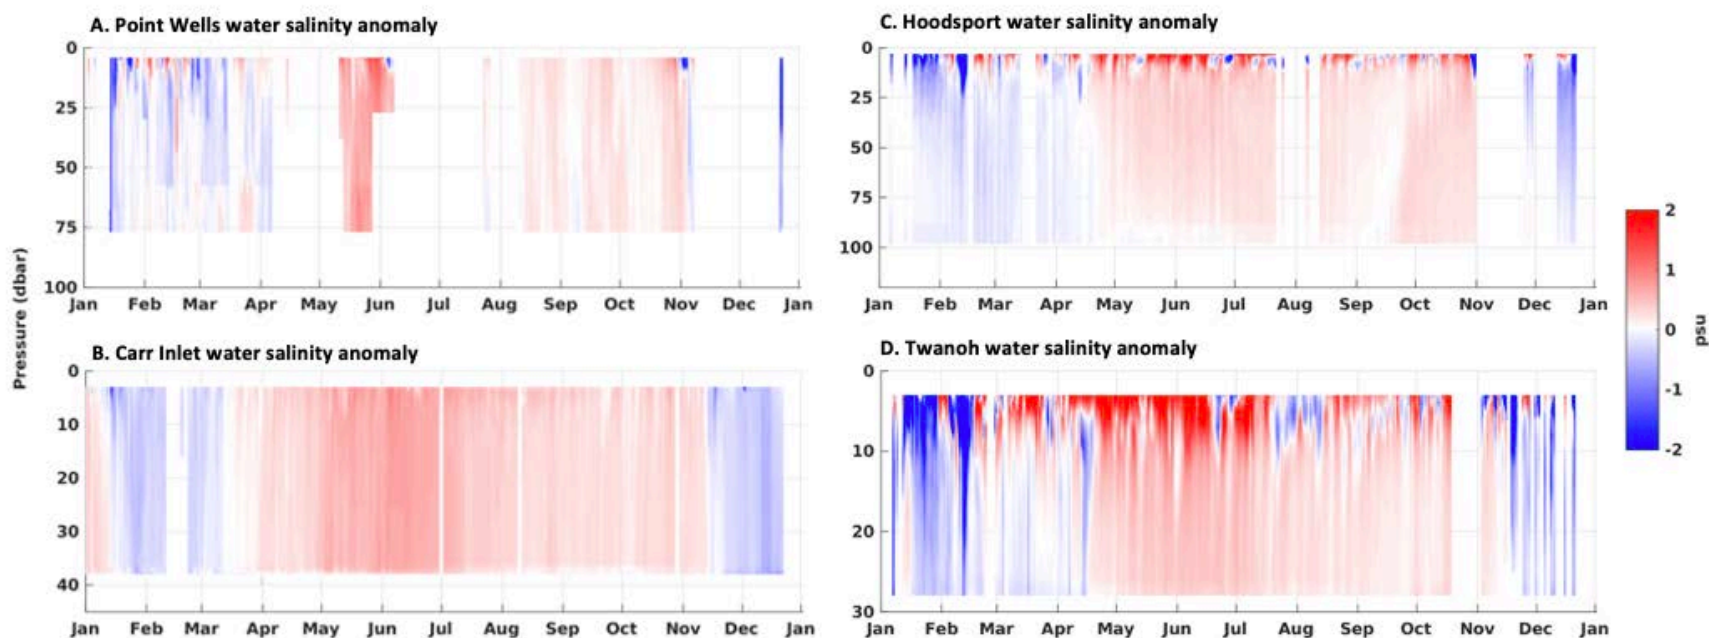 A. Point Wells water salinity anomaly
0
25
50
75
100
Jan Feb Mar Apr May Jun Jul Aug Sep Oct Nov Dec Jan
B. Carr Inlet water salinity anomaly
0
10
20
30
40
Jan Feb Mar Apr May Jun Jul Aug Sep Oct Nov Dec Jan
Pressure (dbar)
C. Hoodsport water salinity anomaly
0
25
50
75
100
Jan Feb Mar Apr May Jun Jul Aug Sep Oct Nov Dec Jan
D. Twanoh water salinity anomaly
0
10
20
30
Jan Feb Mar Apr May Jun Jul Aug Sep Oct Nov Dec Jan
2
1
0
-1
-2
psu